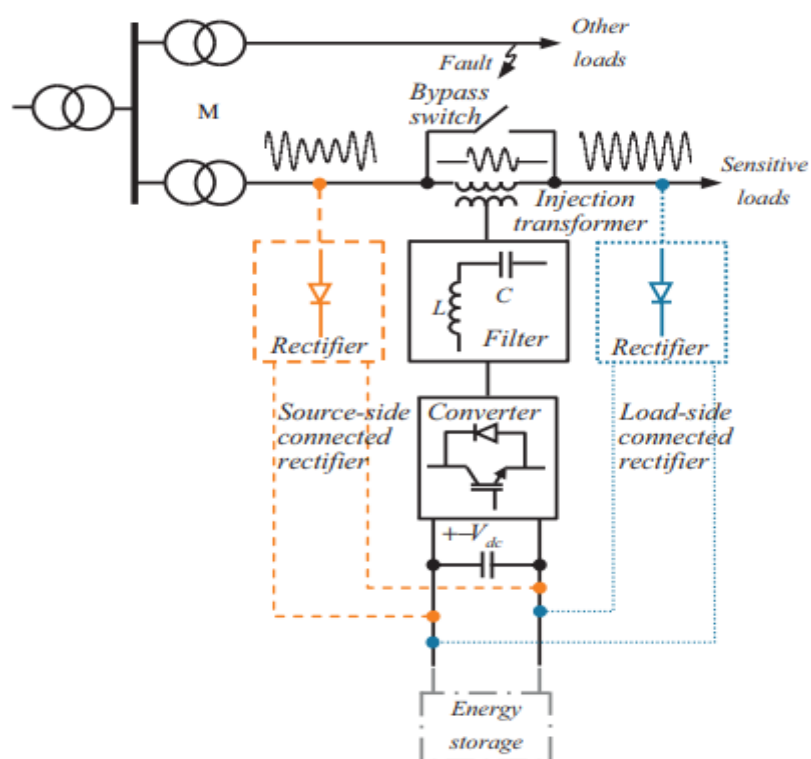 Other
loads
Fault
Bypass
switch
M
Sensitive
loads
Injection
transformer
L
C
Filter
Rectifier
Rectifier
Source-side
connected
rectifier
Converter
Load-side
connected
rectifier
+−V_dc
Energy
storage